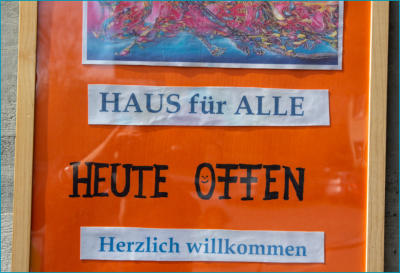 HAUS für ALLE
HEUTE OFFEN
Herzlich willkommen